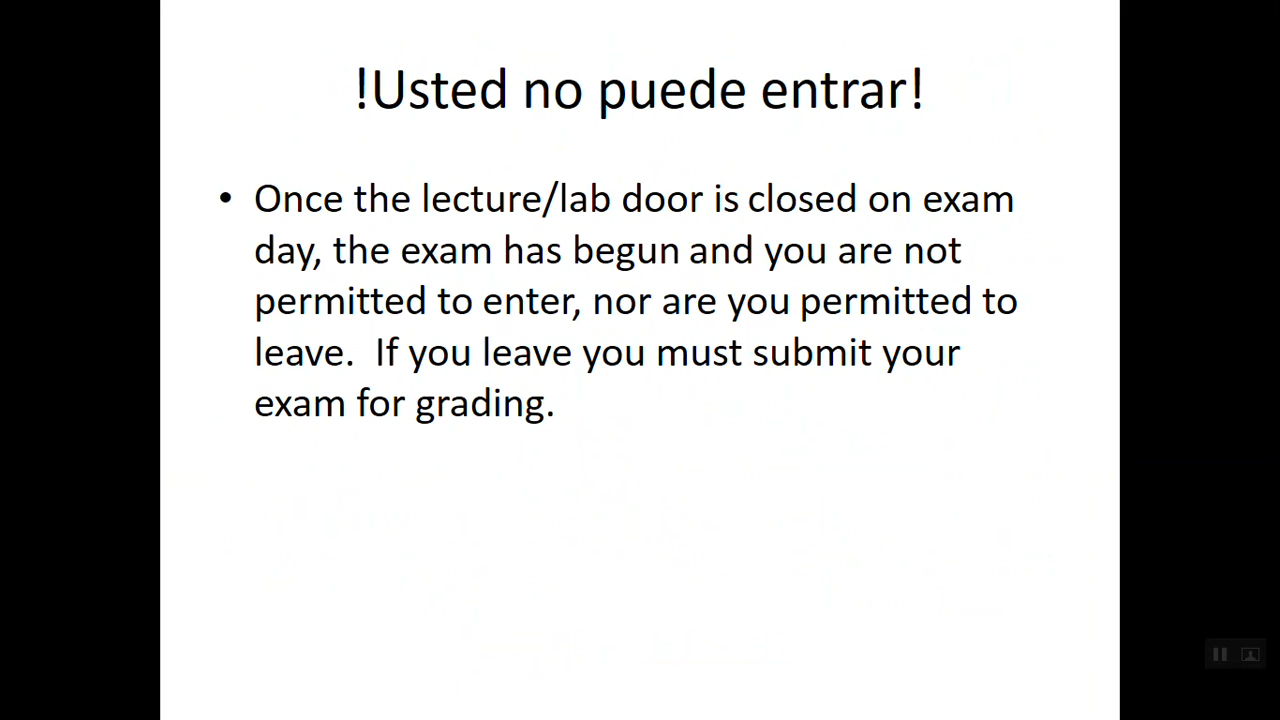 !Usted no puede entrar!
• Once the lecture/lab door is closed on exam
day, the exam has begun and you are not
permitted to enter, nor are you permitted to
leave.  If you leave you must submit your
exam for grading.